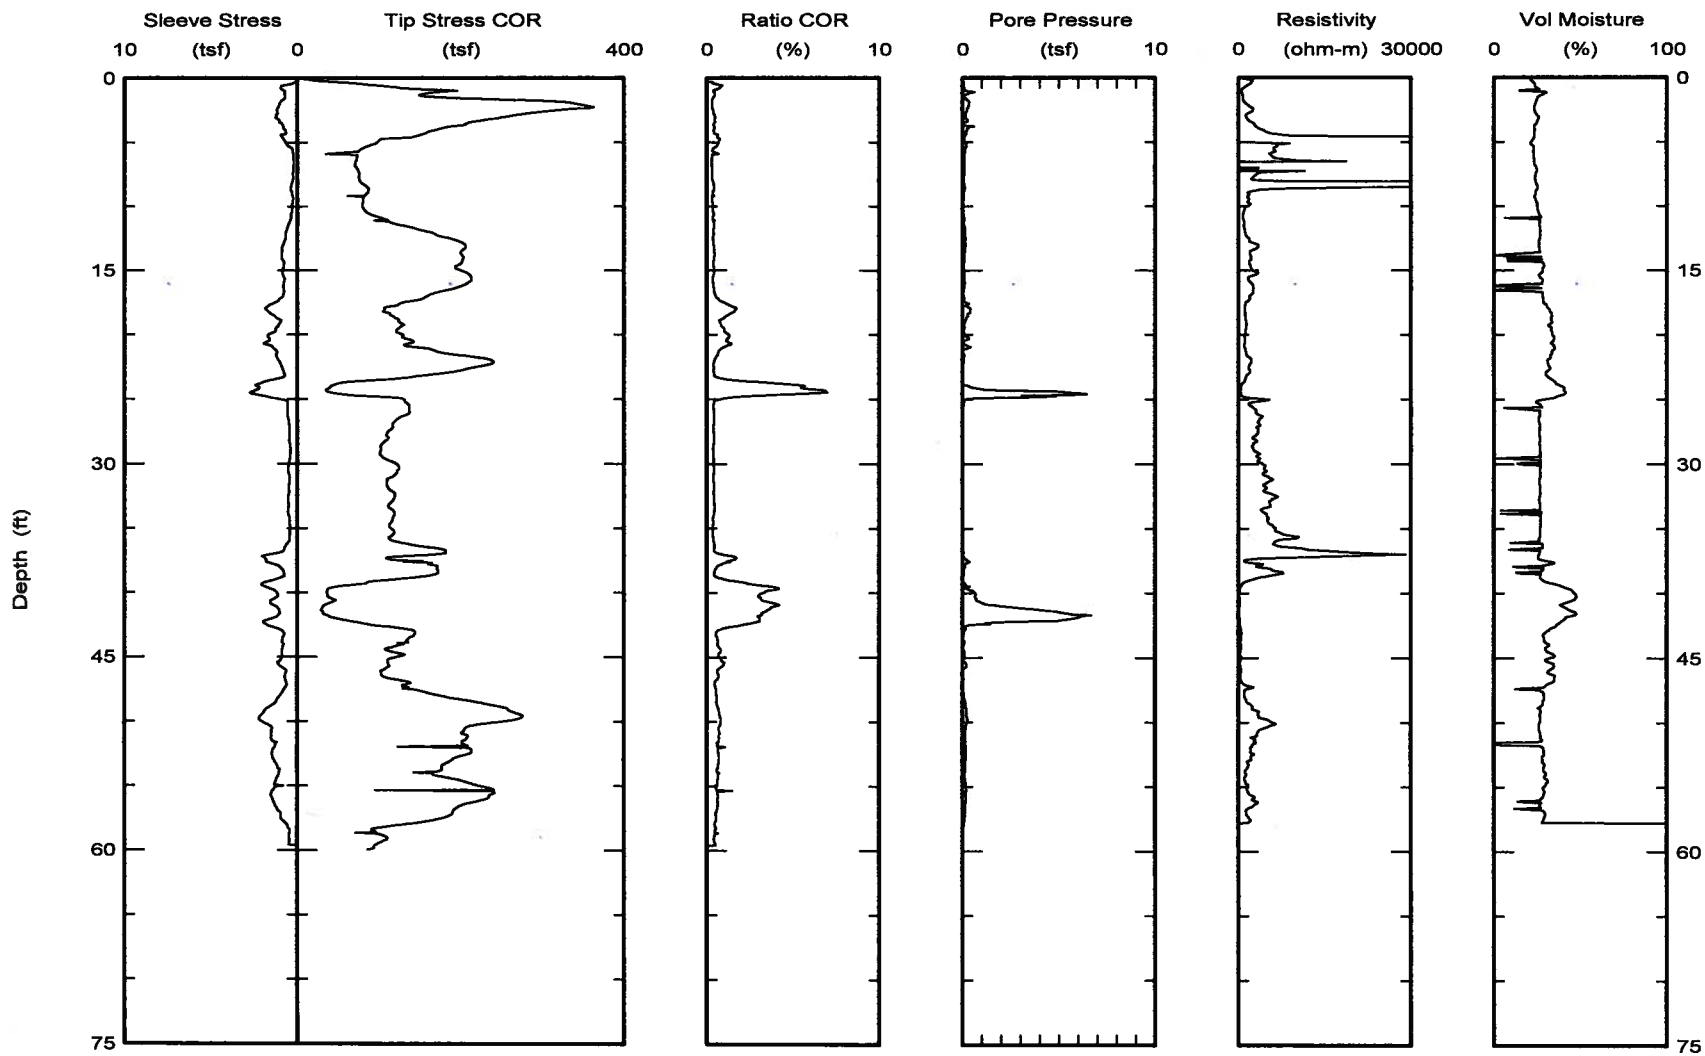 Sleeve Stress Tip Stress COR Ratio COR Pore Pressure Resistivity Vol Moisture
10 (tsf) 0 (tsf) 400 0 (%) 10 0 (tsf) 10 0 (ohm-m) 30000 0 (%) 100
0 0
15 15
30 30
Depth (ft)
45 45
60 60
75 75